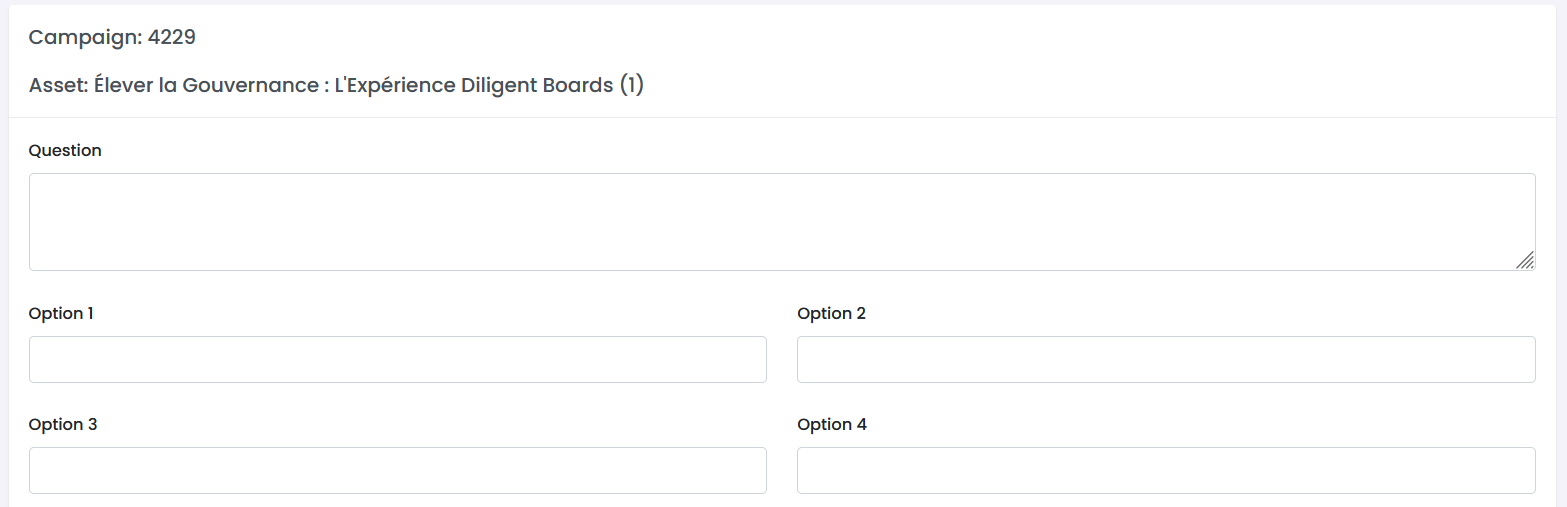 Campaign: 4229
Asset: Élever la Gouvernance : L'Expérience Diligent Boards (1)
Question
Option 1
Option 2
Option 3
Option 4